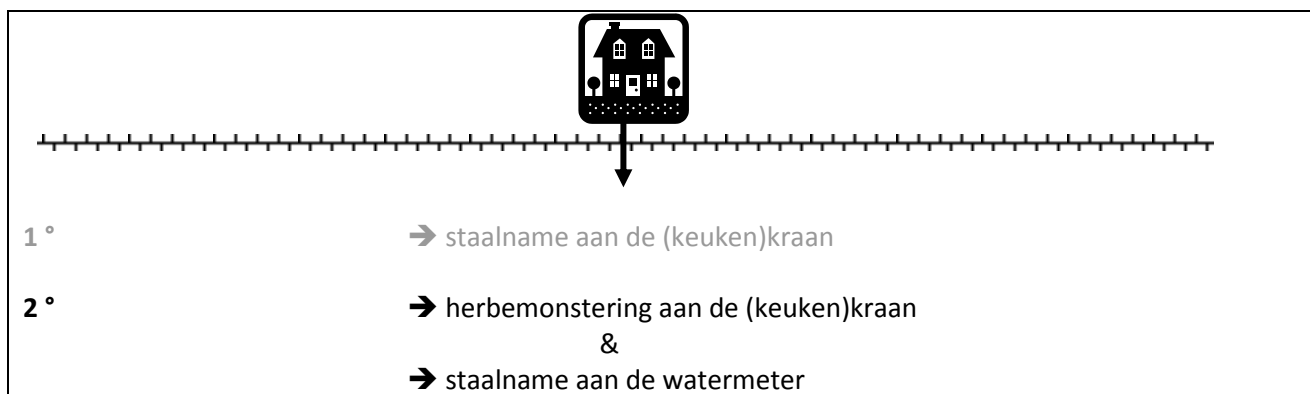 1 ° ➔ staalname aan de (keuken)kraan
2 ° ➔ herbemonstering aan de (keuken)kraan
&
➔ staalname aan de watermeter